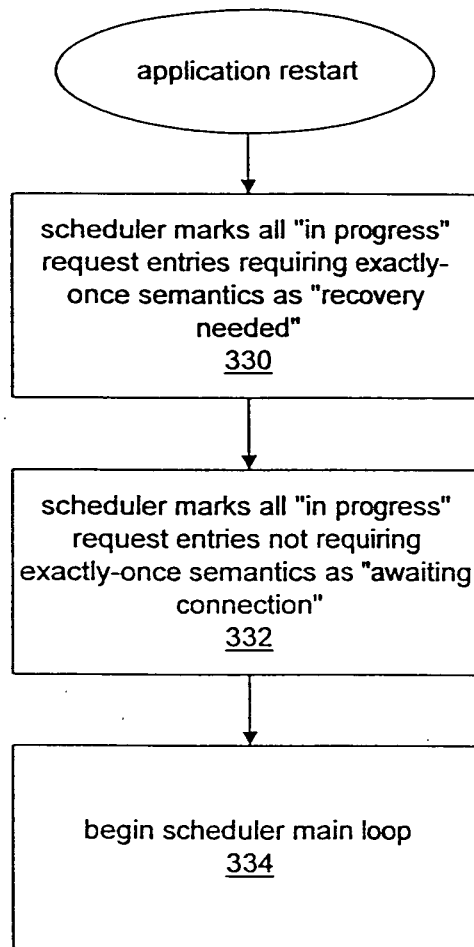 application restart
scheduler marks all "in progress"
request entries requiring exactly-
once semantics as "recovery
needed"
330
scheduler marks all "in progress"
request entries not requiring
exactly-once semantics as "awaiting
connection"
332
begin scheduler main loop
334